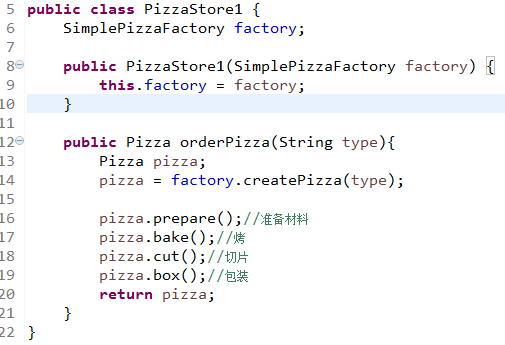 5 public class PizzaStore1 {
6 SimplePizzaFactory factory;
7
8 public PizzaStore1(SimplePizzaFactory factory) {
9 this.factory = factory;
10 }
11
12 public Pizza orderPizza(String type){
13 Pizza pizza;
14 pizza = factory.createPizza(type);
15
16 pizza.prepare();//准备材料
17 pizza.bake();//烤
18 pizza.cut();//切片
19 pizza.box();//包装
20 return pizza;
21 }
22 }